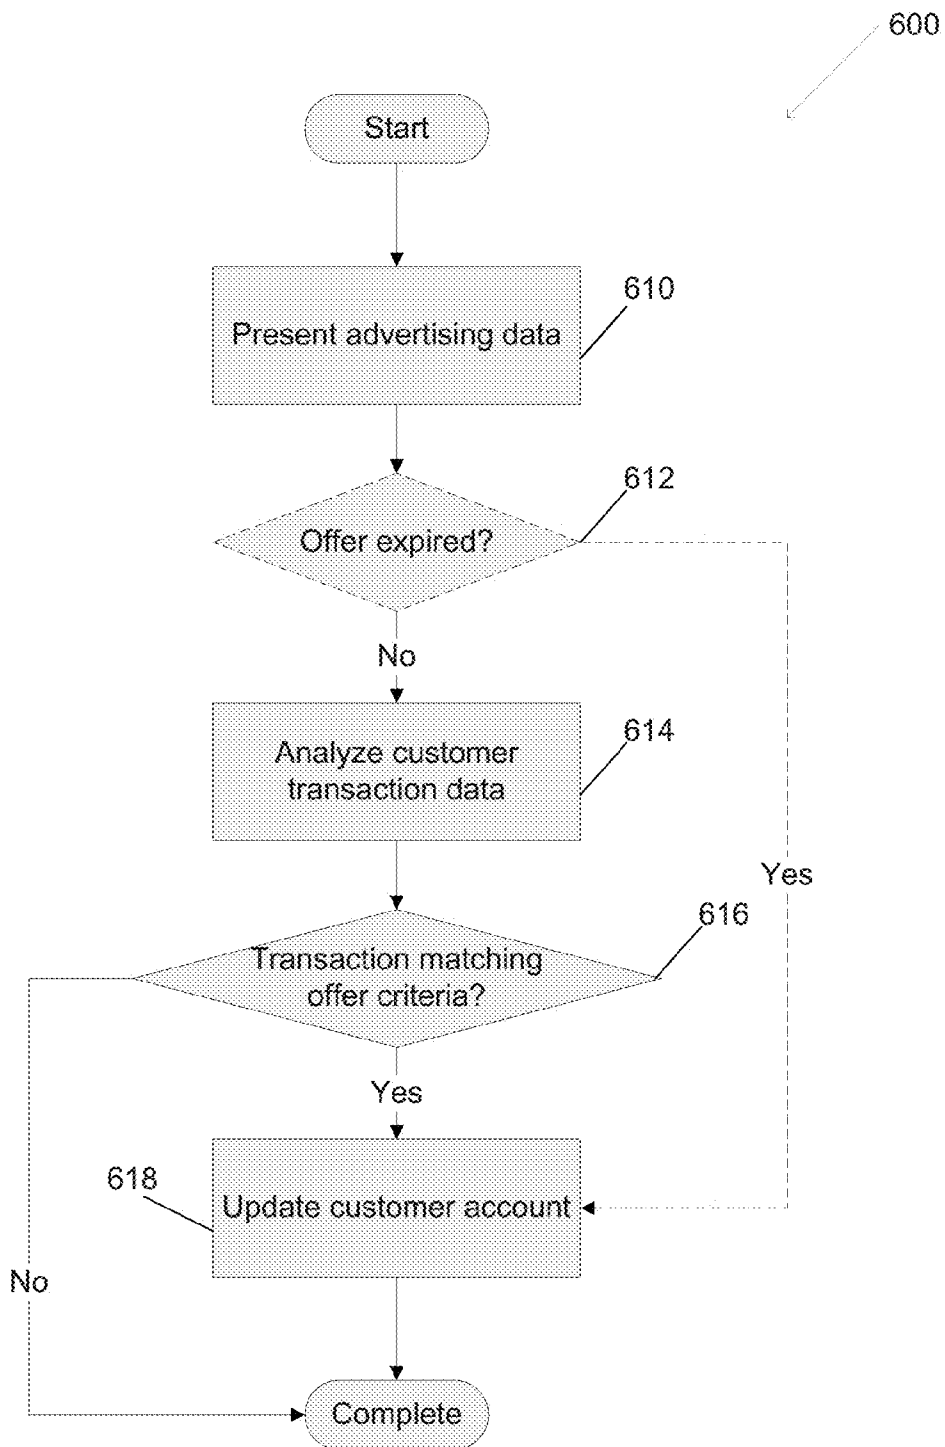 600
Start
610
Present advertising data
612
Offer expired?
No
614
Analyze customer
transaction data
Yes
616
Transaction matching
offer criteria?
Yes
618
Update customer account
No
Complete